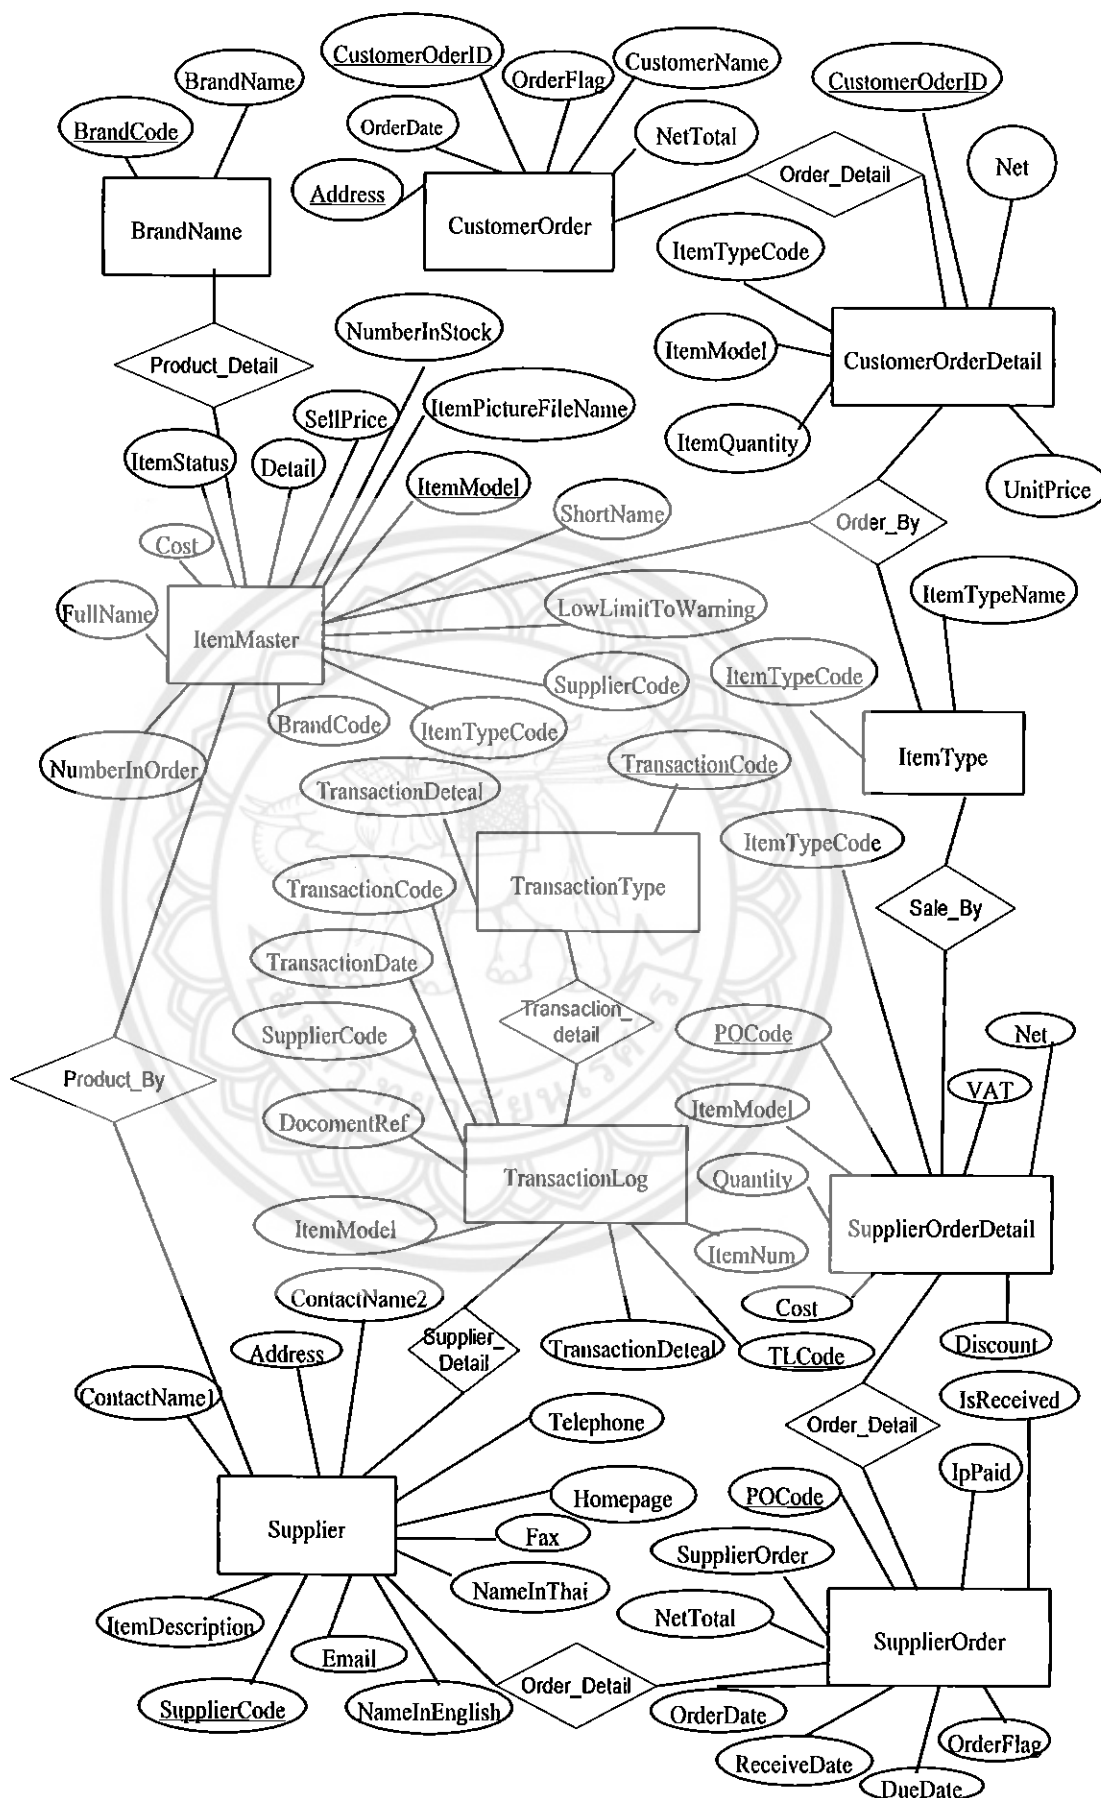 CustomerOderID
OrderFlag
CustomerName
CustomerOderID
BrandName
BrandCode
OrderDate
NetTotal
Order_Detail
Net
Address
BrandName
CustomerOrder
ItemTypeCode
NumberInStock
ItemModel
CustomerOrderDetail
Product_Detail
SellPrice
ItemPictureFileName
ItemQuantity
ItemStatus
Detail
ItemModel
UnitPrice
ShortName
Order_By
Cost
ItemTypeName
FullName
LowLimitToWarning
ItemMaster
ItemTypeCode
SupplierCode
BrandCode
ItemTypeCode
ItemType
NumberInOrder
TransactionCode
TransactionDeteal
ItemTypeCode
TransactionCode
TransactionType
Sale_By
TransactionDate
Transaction_
detail
SupplierCode
POCode
Net
Product_By
VAT
ItemModel
DocomentRef
TransactionLog
Quantity
ItemModel
SupplierOrderDetail
ItemNum
ContactName2
Cost
Supplier_
Detail
Address
TransactionDeteal
TLCode
Discount
ContactName1
IsReceived
Telephone
Order_Detail
IpPaid
Homepage
POCode
Supplier
Fax
SupplierOrder
NameInThai
NetTotal
ItemDescription
SupplierOrder
Email
Order_Detail
SupplierCode
NameInEnglish
OrderDate
OrderFlag
ReceiveDate
DueDate